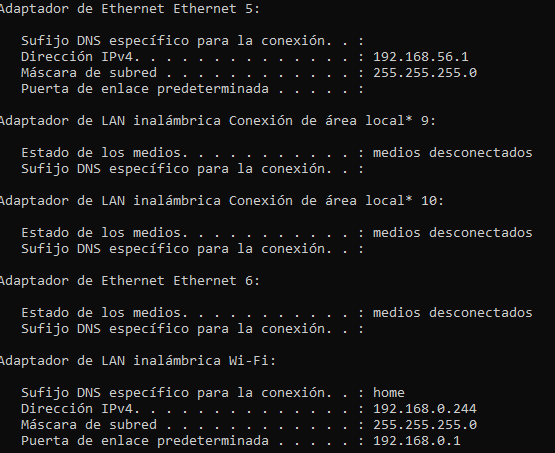 Adaptador de Ethernet Ethernet 5:
Sufijo DNS específico para la conexión. . :
Dirección IPv4. . . . . . . . . . . . . . : 192.168.56.1
Máscara de subred . . . . . . . . . . . . : 255.255.255.0
Puerta de enlace predeterminada . . . . . :
Adaptador de LAN inalámbrica Conexión de área local* 9:
Estado de los medios. . . . . . . . . . . : medios desconectados
Sufijo DNS específico para la conexión. . :
Adaptador de LAN inalámbrica Conexión de área local* 10:
Estado de los medios. . . . . . . . . . . : medios desconectados
Sufijo DNS específico para la conexión. . :
Adaptador de Ethernet Ethernet 6:
Estado de los medios. . . . . . . . . . . : medios desconectados
Sufijo DNS específico para la conexión. . :
Adaptador de LAN inalámbrica Wi-Fi:
Sufijo DNS específico para la conexión. . : home
Dirección IPv4. . . . . . . . . . . . . . : 192.168.0.244
Máscara de subred . . . . . . . . . . . . : 255.255.255.0
Puerta de enlace predeterminada . . . . . : 192.168.0.1